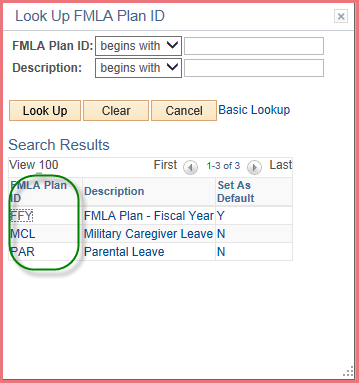 Look Up FMLA Plan ID
FMLA Plan ID: begins with
Description: begins with
Look Up Clear Cancel Basic Lookup
Search Results
View 100 First 1-3 of 3 Last
FMLA Plan ID Description Set As Default
FFY FMLA Plan - Fiscal Year Y
MCL Military Caregiver Leave N
PAR Parental Leave N